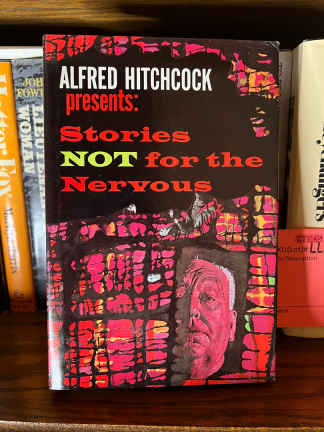 ALFRED HITCHCOCK
presents:
Stories
NOT for the
Nervous